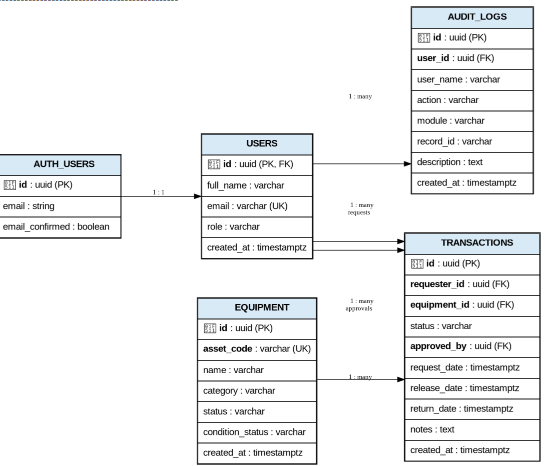 AUDIT_LOGS
id : uuid (PK)
user_id : uuid (FK)
user_name : varchar
action : varchar
module : varchar
record_id : varchar
description : text
created_at : timestamptz
1 : many
USERS
id : uuid (PK, FK)
full_name : varchar
email : varchar (UK)
role : varchar
created_at : timestamptz
AUTH_USERS
id : uuid (PK)
email : string
email_confirmed : boolean
1 : 1
1 : many
requests
TRANSACTIONS
id : uuid (PK)
requester_id : uuid (FK)
equipment_id : uuid (FK)
status : varchar
approved_by : uuid (FK)
request_date : timestamptz
release_date : timestamptz
return_date : timestamptz
notes : text
created_at : timestamptz
1 : many
approvals
EQUIPMENT
id : uuid (PK)
asset_code : varchar (UK)
name : varchar
category : varchar
status : varchar
condition_status : varchar
created_at : timestamptz
1 : many